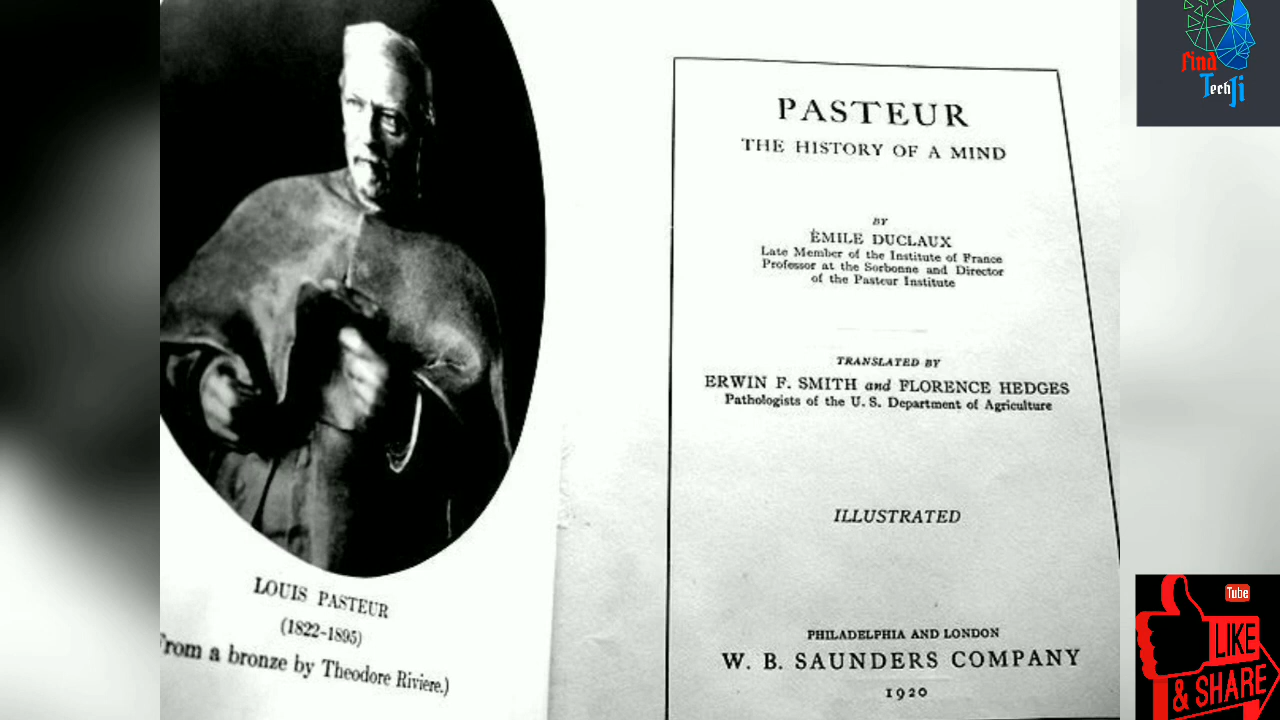 LOUIS PASTEUR
(1822-1895)
From a bronze by Theodore Riviere.)
PASTEUR
THE HISTORY OF A MIND
BY
ÉMILE DUCLAUX
Late Member of the Institute of France
Professor at the Sorbonne and Director
of the Pasteur Institute
TRANSLATED BY
ERWIN F. SMITH and FLORENCE HEDGES
Pathologists of the U. S. Department of Agriculture
ILLUSTRATED
PHILADELPHIA AND LONDON
W. B. SAUNDERS COMPANY
1920
find
TechJi
Tube
LIKE
& SHARE